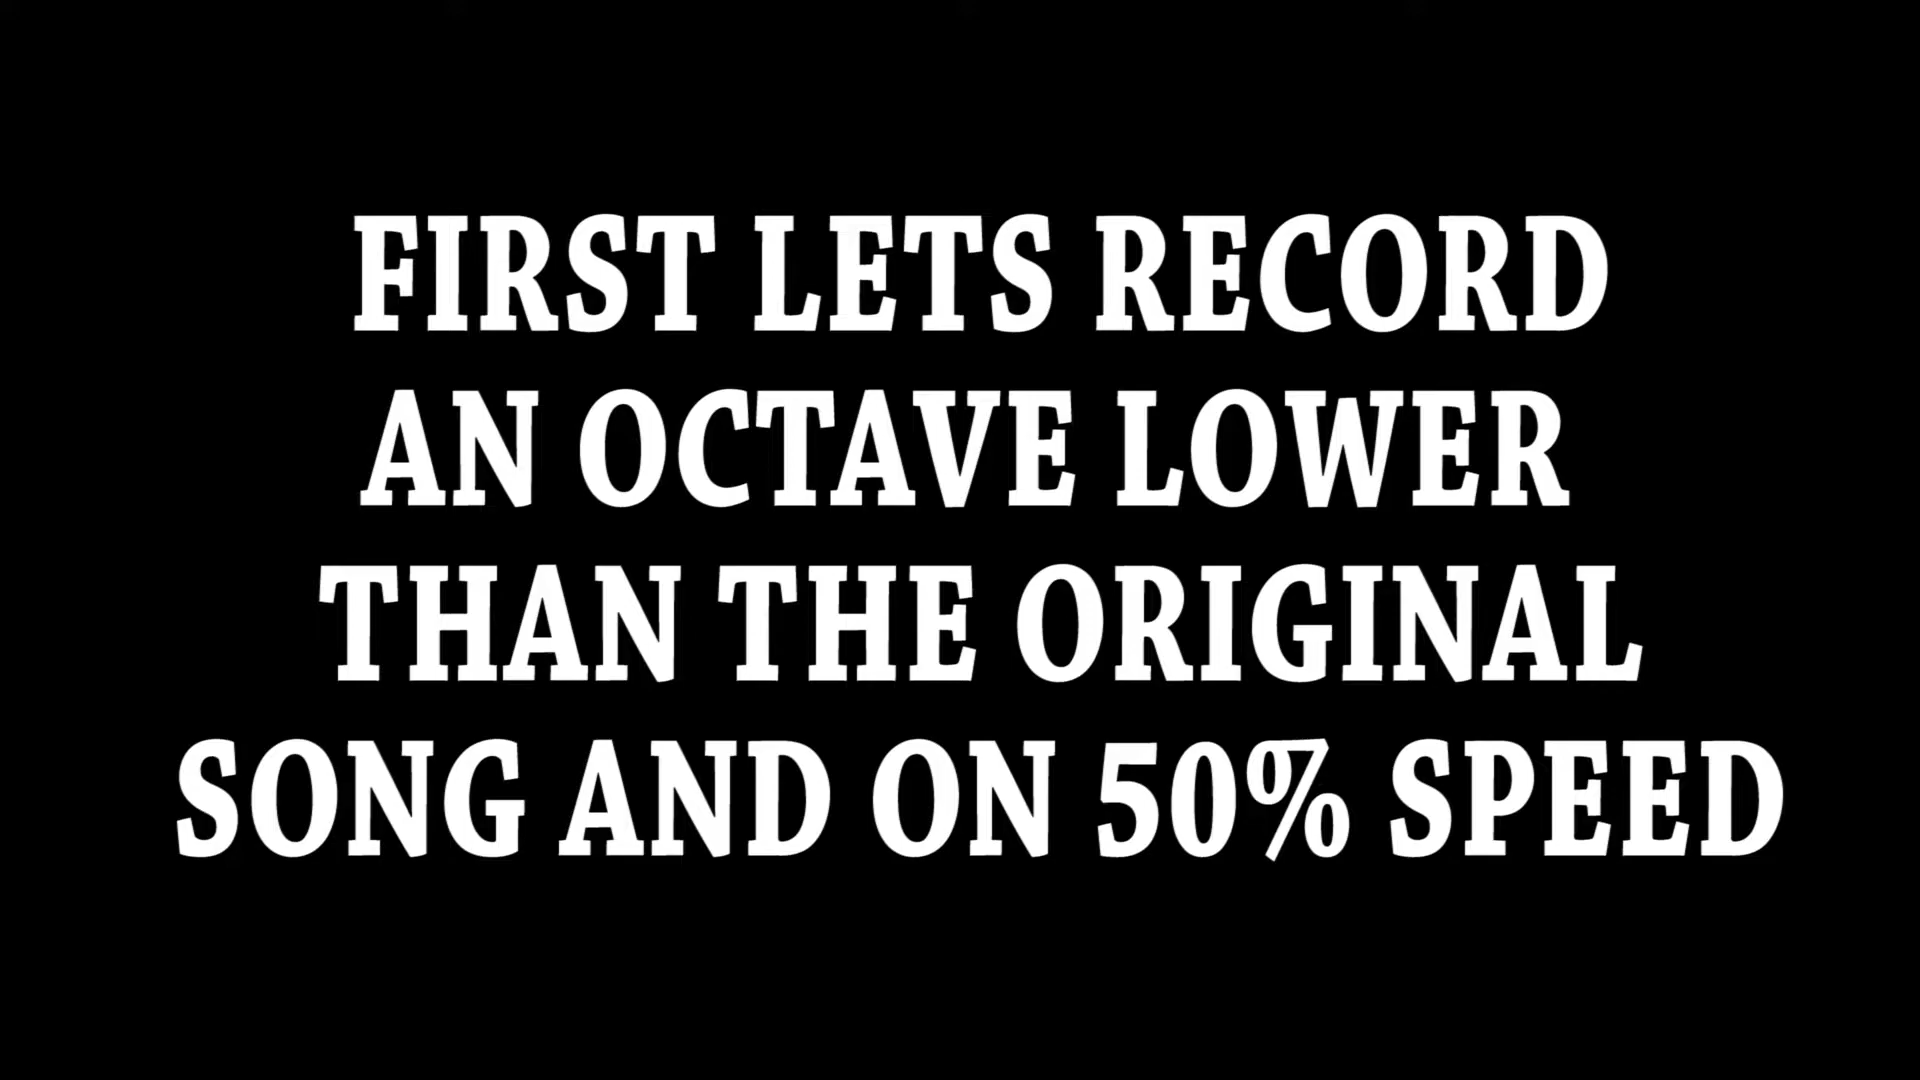 FIRST LETS RECORD
AN OCTAVE LOWER
THAN THE ORIGINAL
SONG AND ON 50% SPEED